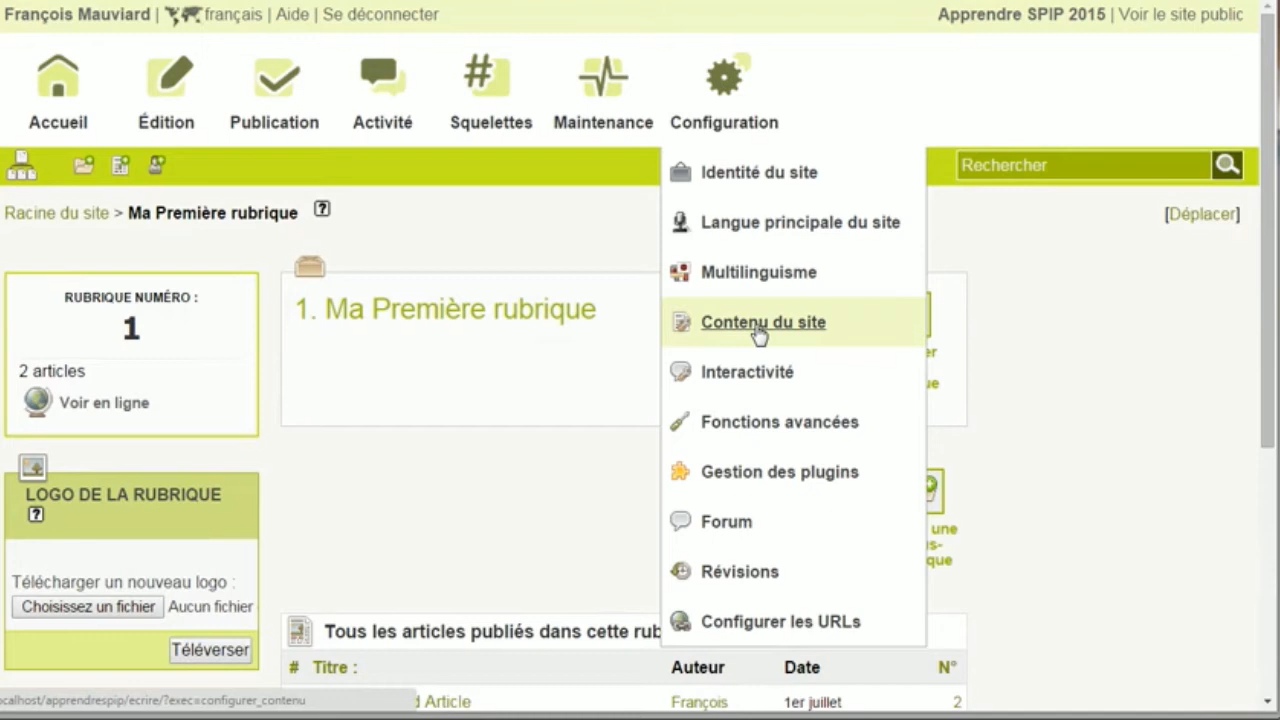 François Mauviard | français | Aide | Se déconnecter
Apprendre SPIP 2015 | Voir le site public
Accueil
Édition
Publication
Activité
Squelettes
Maintenance
Configuration
Rechercher
Identité du site
Langue principale du site
Multilinguisme
Contenu du site
Interactivité
Fonctions avancées
Gestion des plugins
Forum
Révisions
Configurer les URLs
Racine du site > Ma Première rubrique ?
[Déplacer]
RUBRIQUE NUMÉRO :
1
2 articles
Voir en ligne
1. Ma Première rubrique
er
ue
une
s-
que
LOGO DE LA RUBRIQUE
?
Télécharger un nouveau logo :
Choisissez un fichier Aucun fichier
Téléverser
Tous les articles publiés dans cette rub
# Titre : Auteur Date N°
d Article François 1er juillet 2
ocalhost/apprendrespip/ecrire/?exec=configurer_contenu